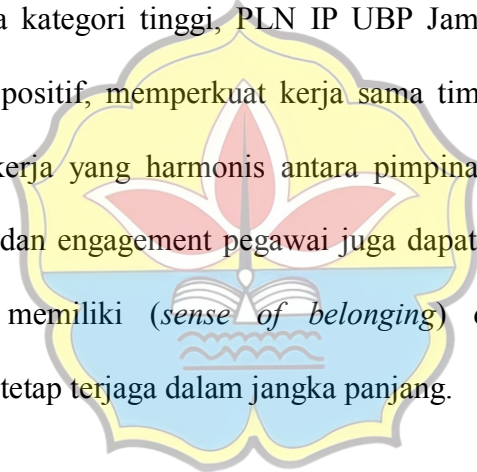 a kategori tinggi, PLN IP UBP Jam
positif, memperkuat kerja sama tim
kerja yang harmonis antara pimpina
dan engagement pegawai juga dapat
memiliki (sense of belonging)
tetap terjaga dalam jangka panjang.